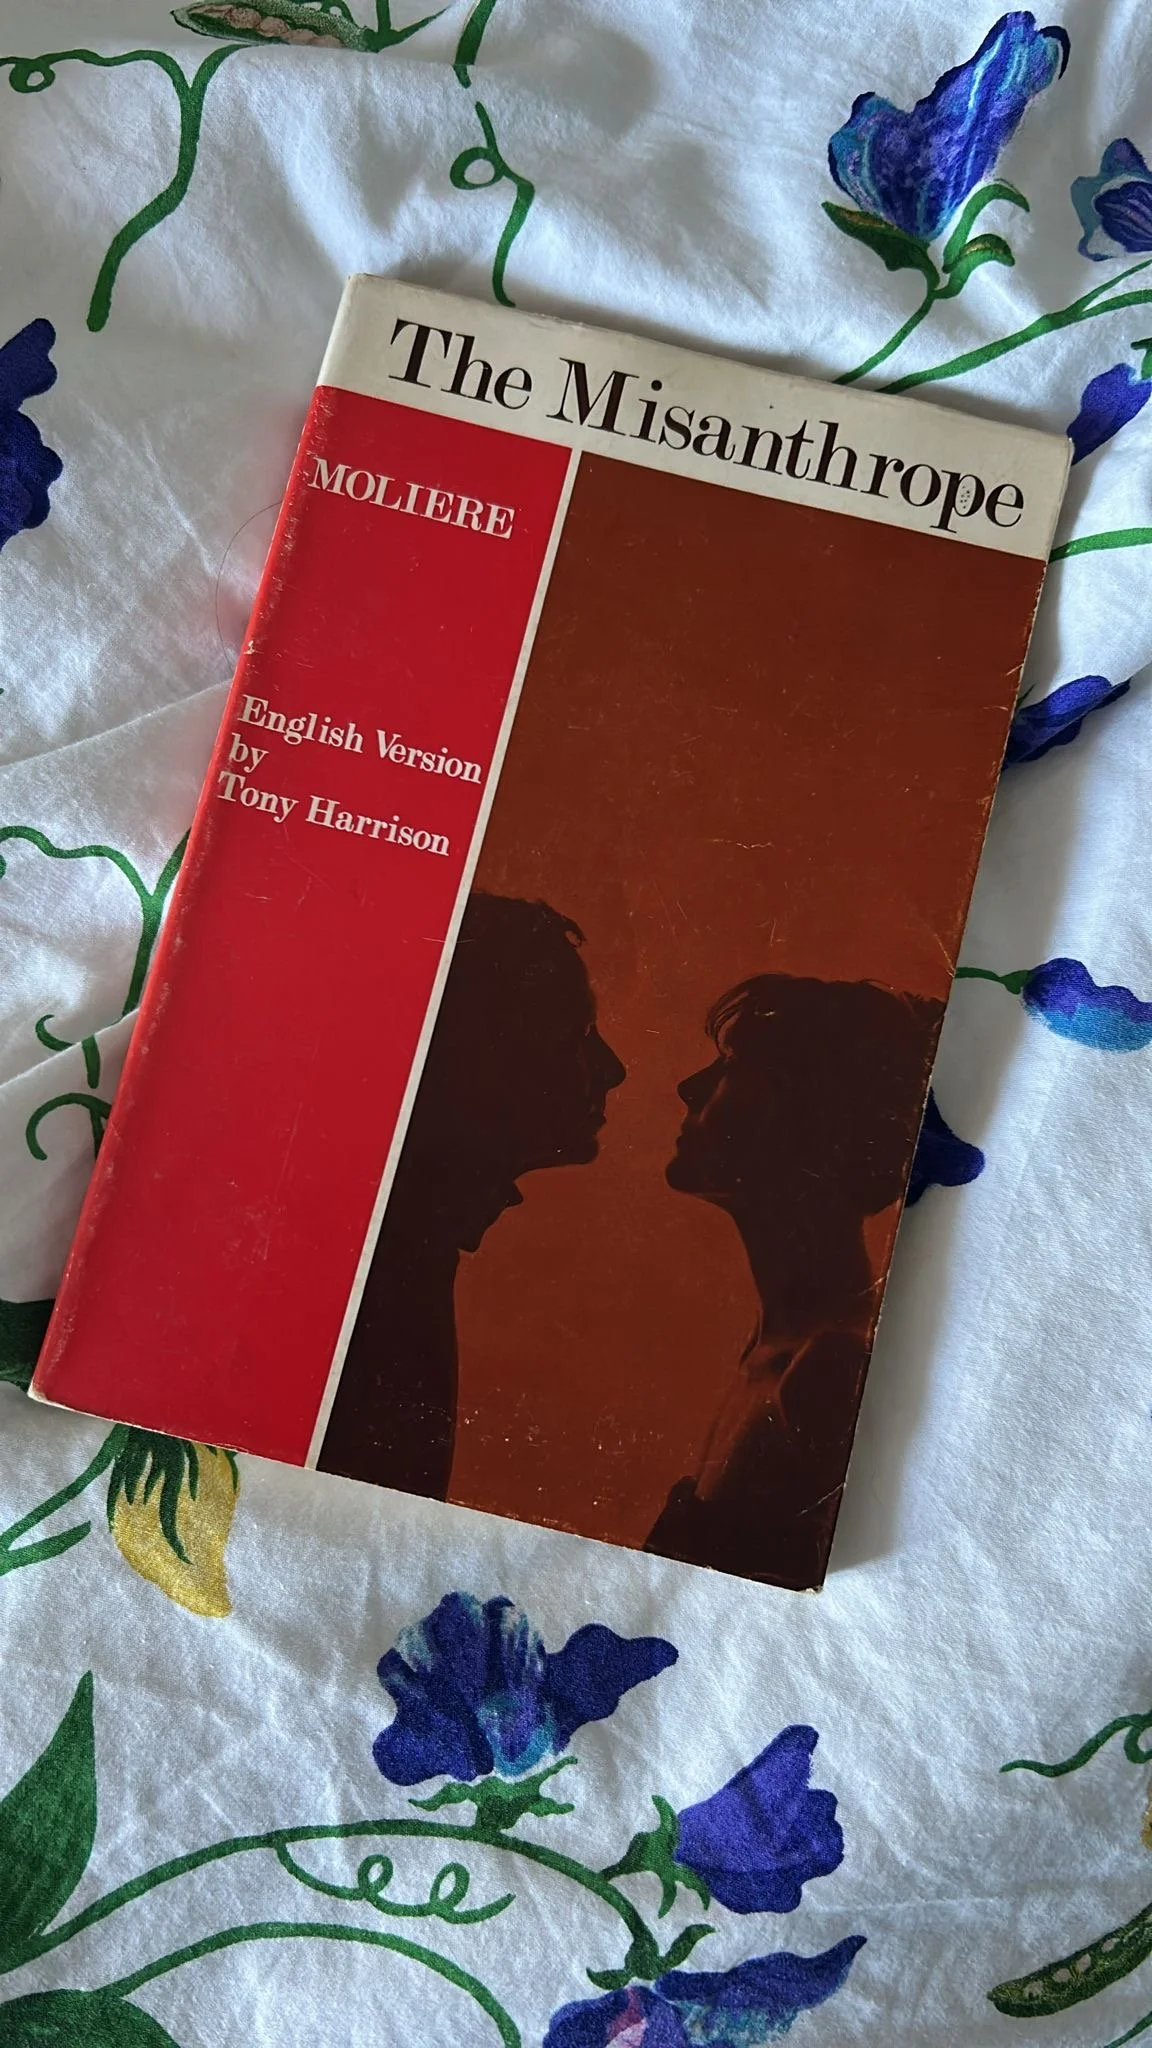 The Misanthrope
MOLIERE
English Version
by
Tony Harrison